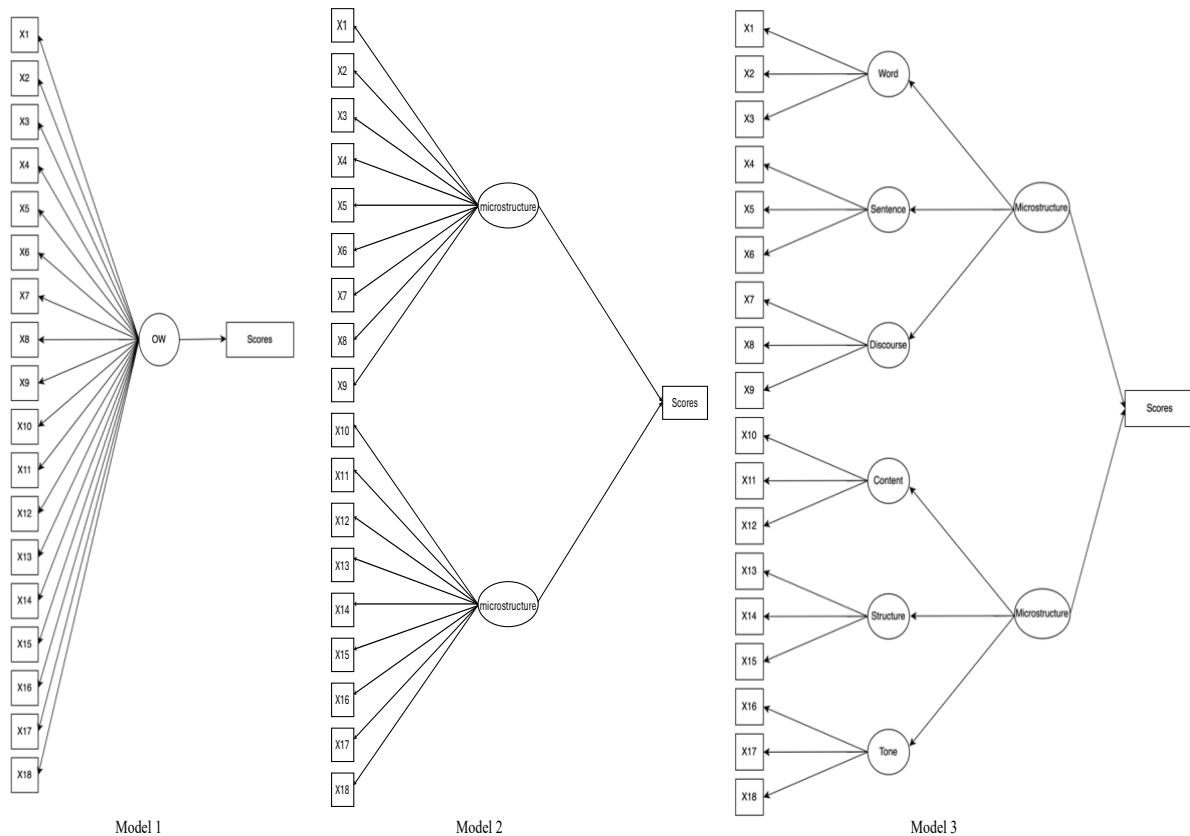 X1
X2
X3
X4
X5
X6
X7
X8
X9
X10
X11
X12
X13
X14
X15
X16
X17
X18
OW
Scores
Model 1
X1
X2
X3
X4
X5
X6
X7
X8
X9
X10
X11
X12
X13
X14
X15
X16
X17
X18
microstructure
microstructure
Scores
Model 2
X1
X2
X3
X4
X5
X6
X7
X8
X9
X10
X11
X12
X13
X14
X15
X16
X17
X18
Word
Sentence
Discourse
Content
Structure
Tone
Microstructure
Microstructure
Scores
Model 3